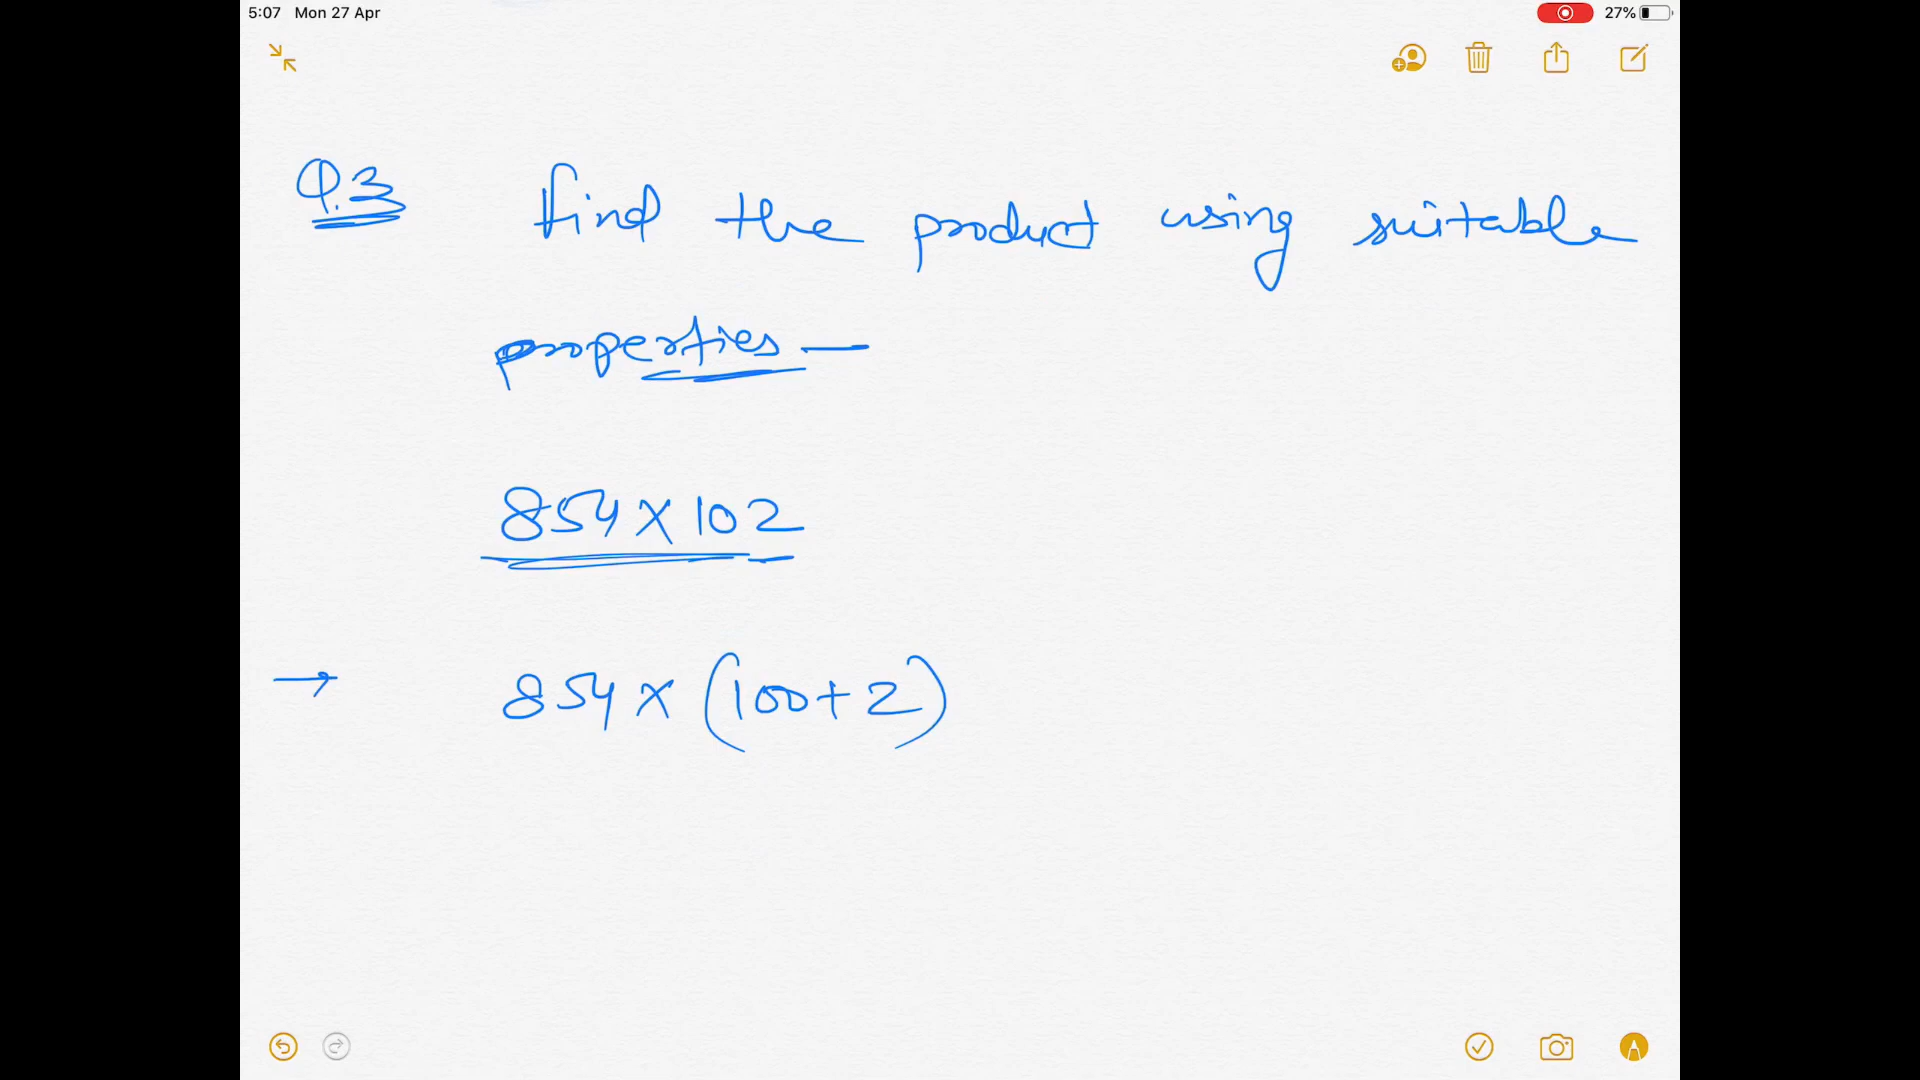 5:07 Mon 27 Apr 27%
Q.3 find the product using suitable
properties —
854 x 102
→ 854 x (100+2)